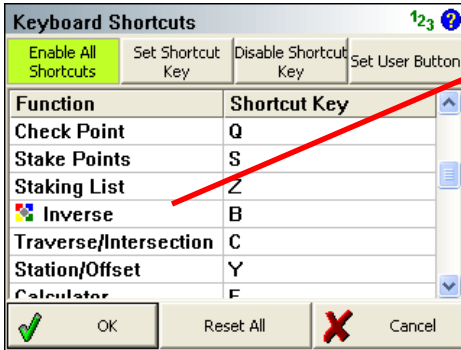 Keyboard Shortcuts 123 ?
Enable All Shortcuts Set Shortcut Key Disable Shortcut Key Set User Button
Function Shortcut Key
Check Point Q
Stake Points S
Staking List Z
Inverse B
Traverse/Intersection C
Station/Offset Y
Calculator E
OK Reset All Cancel